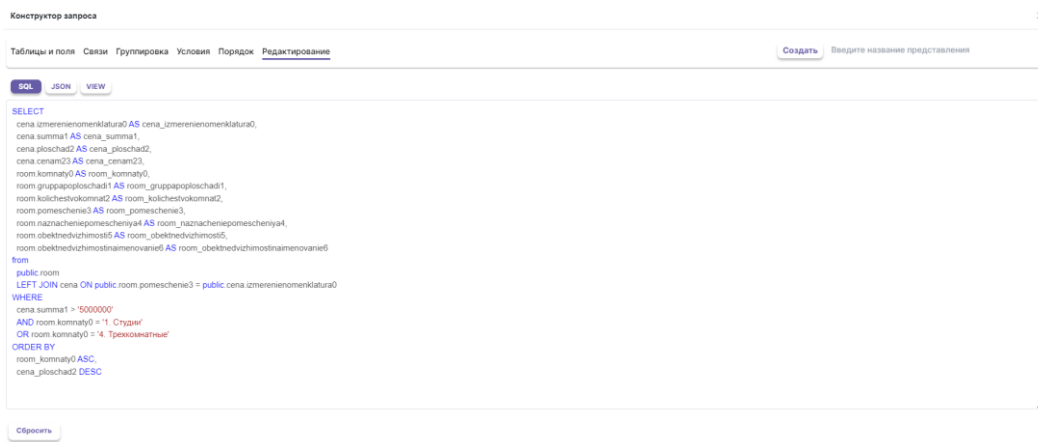 Конструктор запроса
Таблицы и поля Связи Группировка Условия Порядок Редактирование Создать Введите название представления
SQL JSON VIEW
SELECT
cena.izmerenienomenklatura0 AS cena_izmerenienomenklatura0,
cena.summa1 AS cena_summa1,
cena.ploschad2 AS cena_ploschad2,
cena.cenam23 AS cena_cenam23,
room.komnaty0 AS room_komnaty0,
room.gruppapoploschadi1 AS room_gruppapoploschadi1,
room.kolichestvokomnat2 AS room_kolichestvokomnat2,
room.pomeschenie3 AS room_pomeschenie3,
room.naznacheniepomescheniya4 AS room_naznacheniepomescheniya4,
room.obektnedvizhimosti5 AS room_obektnedvizhimosti5,
room.obektnedvizhimostinaimenovanie6 AS room_obektnedvizhimostinaimenovanie6
from
public.room
LEFT JOIN cena ON public.room.pomeschenie3 = public.cena.izmerenienomenklatura0
WHERE
cena.summa1 > '5000000'
AND room.komnaty0 = '1. Студии'
OR room.komnaty0 = '4. Трехкомнатные'
ORDER BY
room_komnaty0 ASC,
cena_ploschad2 DESC
Сбросить